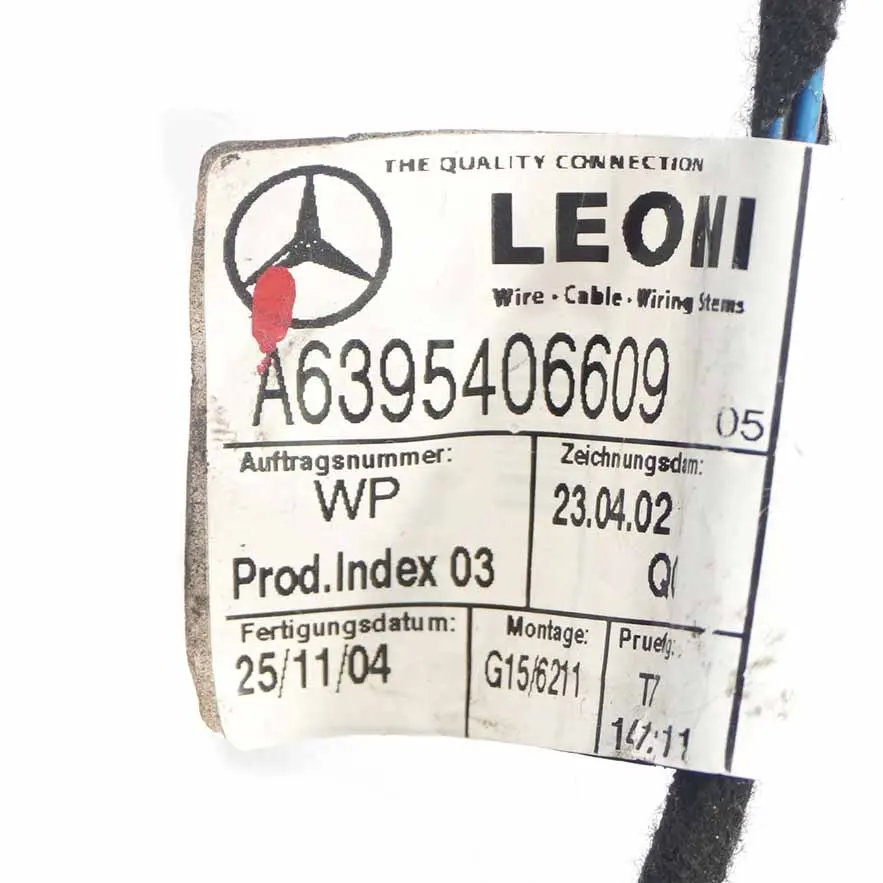 THE QUALITY CONNECTION
LEONI
Wire · Cable · Wiring Stems
A6395406609 05
Auftragsnummer:
WP
Zeichnungsdam:
23.04.02
Prod.Index 03
Fertigungsdatum:
25/11/04
Montage:
G15/6211